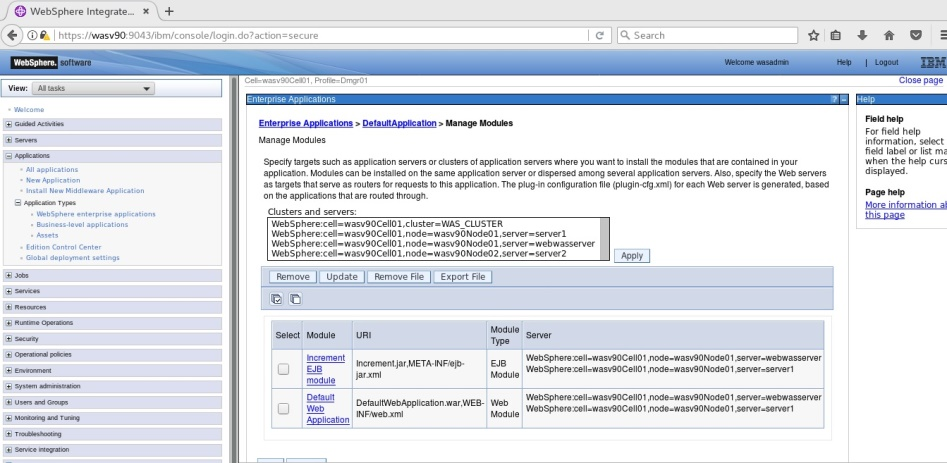 WebSphere Integrate...
https://wasv90:9043/ibm/console/login.do?action=secure
Search
WebSphere. software
Welcome wasadmin
Help | Logout
IBM
Cell=wasv90Cell01, Profile=Dmgr01
Close page
View: All tasks
Welcome
Guided Activities
Servers
Applications
All applications
New Application
Install New Middleware Application
Application Types
WebSphere enterprise applications
Business-level applications
Assets
Edition Control Center
Global deployment settings
Jobs
Services
Resources
Runtime Operations
Security
Operational policies
Environment
System administration
Users and Groups
Monitoring and Tuning
Troubleshooting
Service integration
Enterprise Applications
Enterprise Applications > DefaultApplication > Manage Modules
Manage Modules
Specify targets such as application servers or clusters of application servers where you want to install the modules that are contained in your
application. Modules can be installed on the same application server or dispersed among several application servers. Also, specify the Web servers
as targets that serve as routers for requests to this application. The plug-in configuration file (plugin-cfg.xml) for each Web server is generated, based
on the applications that are routed through.
Clusters and servers:
WebSphere:cell=wasv90Cell01,cluster=WAS_CLUSTER
WebSphere:cell=wasv90Cell01,node=wasv90Node01,server=server1
WebSphere:cell=wasv90Cell01,node=wasv90Node01,server=webwasserver
WebSphere:cell=wasv90Cell01,node=wasv90Node02,server=server2
Apply
Remove Update Remove File Export File
Select Module URI Module Type Server
Increment EJB module
Increment.jar,META-INF/ejb-
jar.xml
EJB Module
WebSphere:cell=wasv90Cell01,node=wasv90Node01,server=webwasserver
WebSphere:cell=wasv90Cell01,node=wasv90Node01,server=server1
Default Web Application
DefaultWebApplication.war,WEB-
INF/web.xml
Web Module
WebSphere:cell=wasv90Cell01,node=wasv90Node01,server=webwasserver
WebSphere:cell=wasv90Cell01,node=wasv90Node01,server=server1
Help
Field help
For field help
information, select
field label or list ma
when the help curs
displayed.
Page help
More information ab
this page